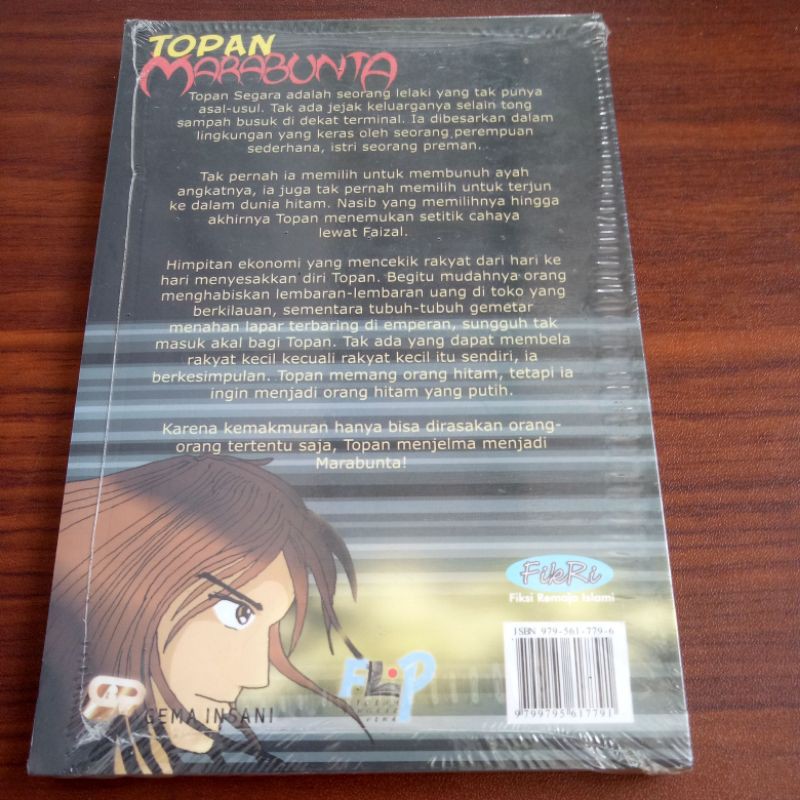 TOPAN
MARABUNTA
Topan Segara adalah seorang lelaki yang tak punya
asal-usul. Tak ada jejak keluarganya selain tong
sampah busuk di dekat terminal. Ia dibesarkan dalam
lingkungan yang keras oleh seorang perempuan
sederhana, istri seorang preman.
Tak pernah ia memilih untuk membunuh ayah
angkatnya, ia juga tak pernah memilih untuk terjun
ke dalam dunia hitam. Nasib yang memilihnya hingga
akhirnya Topan menemukan setitik cahaya
lewat Faizal.
Himpitan ekonomi yang mencekik rakyat dari hari ke
hari menyesakkan diri Topan. Begitu mudahnya orang
menghabiskan lembaran-lembaran uang di toko yang
berkilauan, sementara tubuh-tubuh gemetar
menahan lapar terbaring di emperan, sungguh tak
masuk akal bagi Topan. Tak ada yang dapat membela
rakyat kecil kecuali rakyat kecil itu sendiri, ia
berkesimpulan. Topan memang orang hitam, tetapi ia
ingin menjadi orang hitam yang putih.
Karena kemakmuran hanya bisa dirasakan orang-
orang tertentu saja, Topan menjelma menjadi
Marabunta!
FikRi
Fiksi Remaja Islami
ISBN 979-561-779-6
9799795617791
GEMA INSANI
FLP